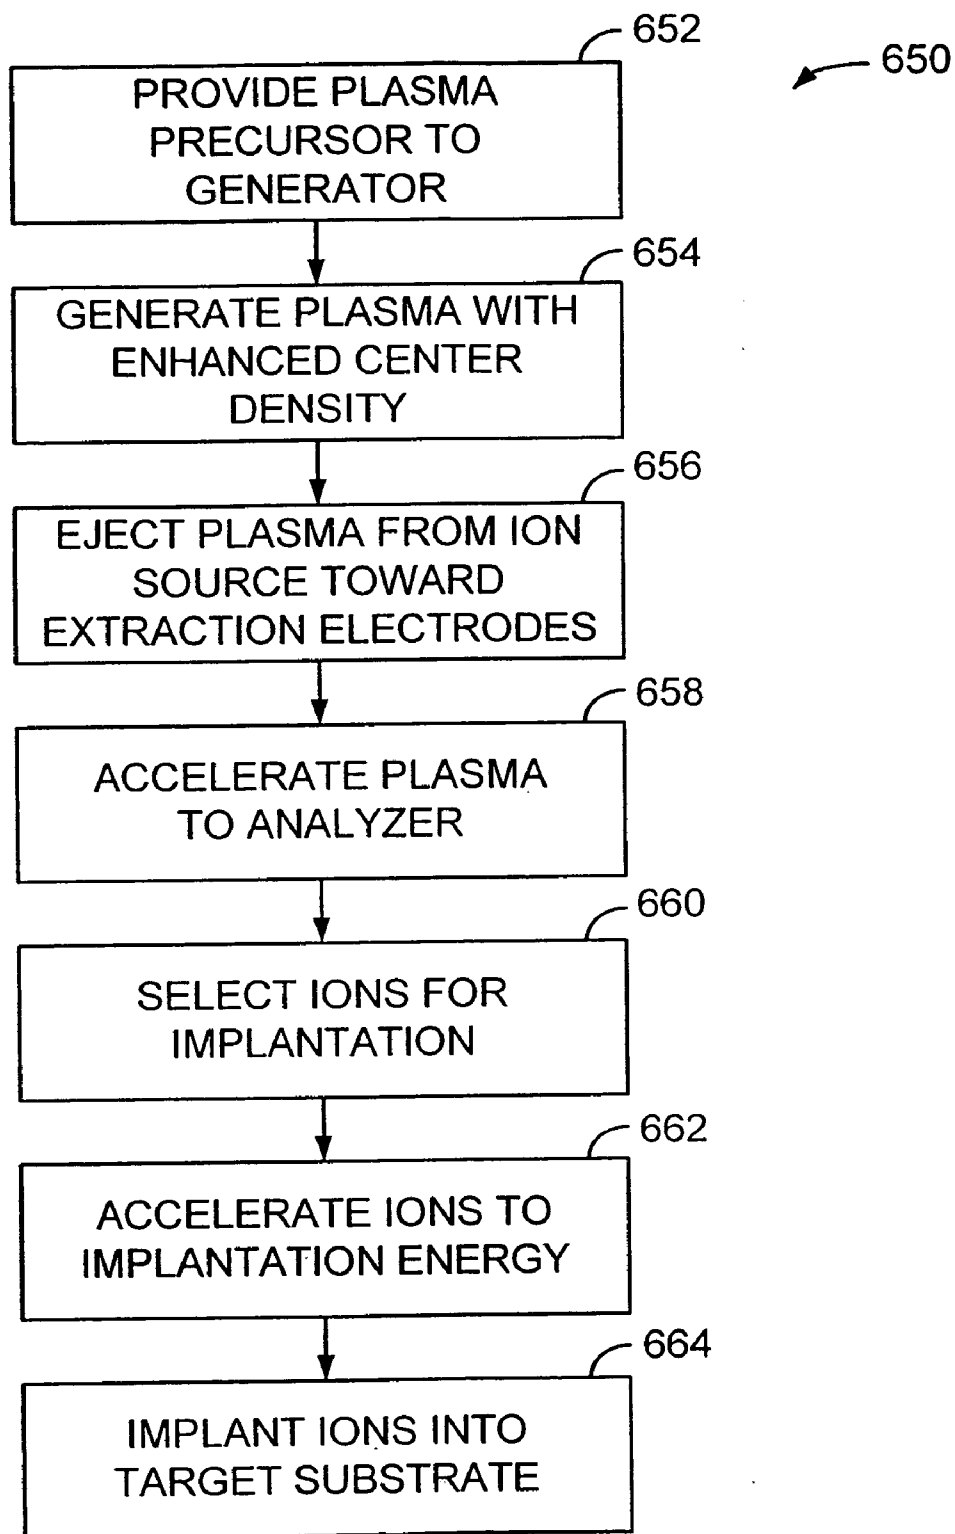 652
650
PROVIDE PLASMA
PRECURSOR TO
GENERATOR
654
GENERATE PLASMA WITH
ENHANCED CENTER
DENSITY
656
EJECT PLASMA FROM ION
SOURCE TOWARD
EXTRACTION ELECTRODES
658
ACCELERATE PLASMA
TO ANALYZER
660
SELECT IONS FOR
IMPLANTATION
662
ACCELERATE IONS TO
IMPLANTATION ENERGY
664
IMPLANT IONS INTO
TARGET SUBSTRATE